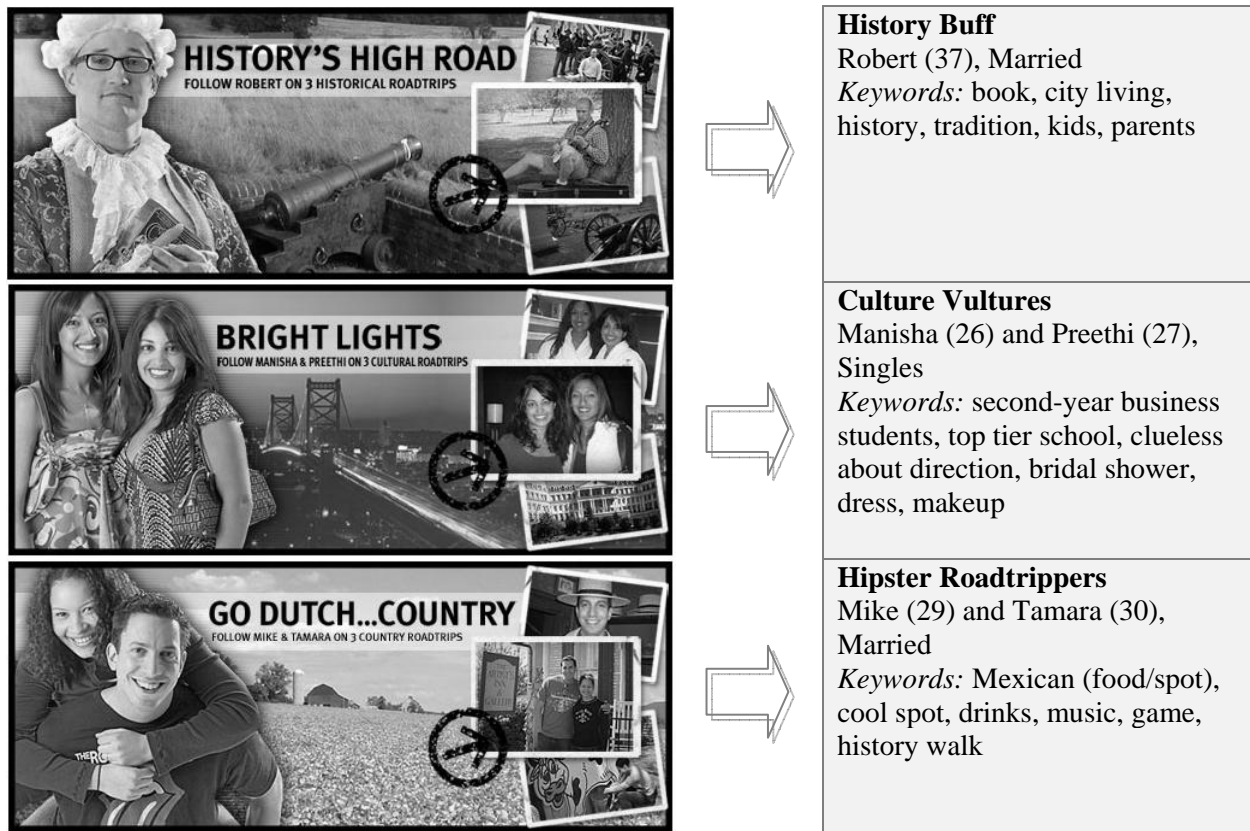 HISTORY'S HIGH ROAD
FOLLOW ROBERT ON 3 HISTORICAL ROADTRIPS
History Buff
Robert (37), Married
Keywords: book, city living,
history, tradition, kids, parents
BRIGHT LIGHTS
FOLLOW MANISHA & PREETHI ON 3 CULTURAL ROADTRIPS
Culture Vultures
Manisha (26) and Preethi (27),
Singles
Keywords: second-year business
students, top tier school, clueless
about direction, bridal shower,
dress, makeup
GO DUTCH...COUNTRY
FOLLOW MIKE & TAMARA ON 3 COUNTRY ROADTRIPS
Hipster Roadtrippers
Mike (29) and Tamara (30),
Married
Keywords: Mexican (food/spot),
cool spot, drinks, music, game,
history walk